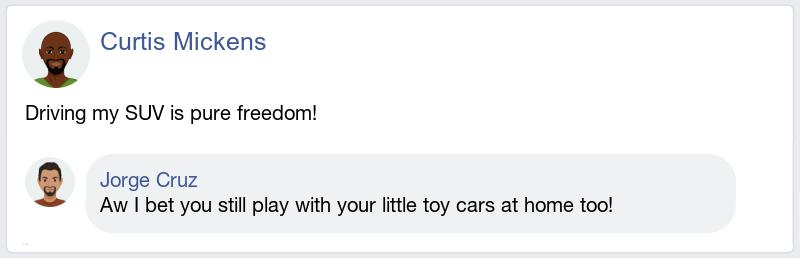 Curtis Mickens
Driving my SUV is pure freedom!
Jorge Cruz
Aw I bet you still play with your little toy cars at home too!